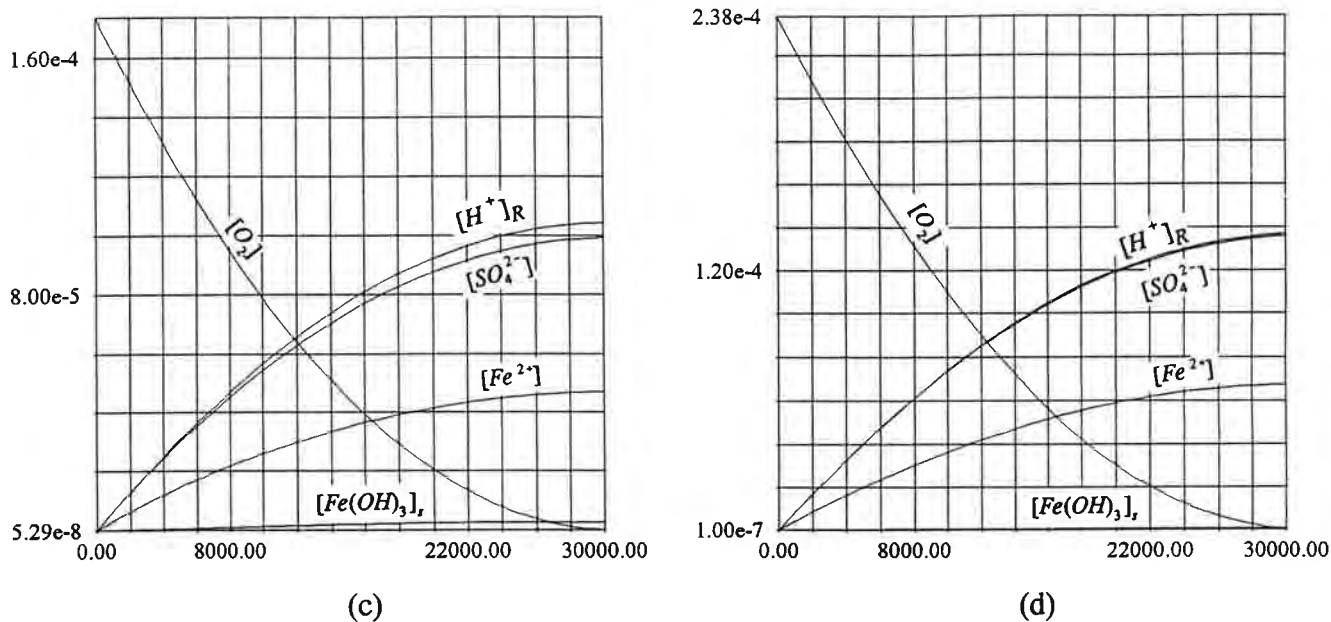 1.60e-4
8.00e-5
5.29e-8
[O₂]
[H⁺]R
[SO₄²⁻]
[Fe²⁺]
[Fe(OH)₃]ₛ
0.00 8000.00 22000.00 30000.00
(c)
2.38e-4
1.20e-4
1.00e-7
[O₂]
[H⁺]R
[SO₄²⁻]
[Fe²⁺]
[Fe(OH)₃]ₛ
0.00 8000.00 22000.00 30000.00
(d)